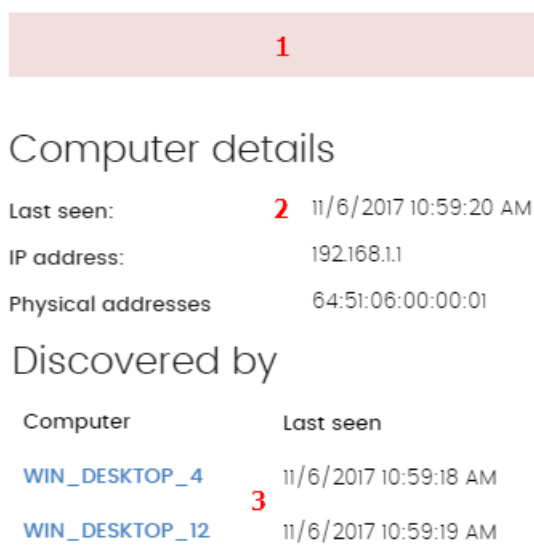 1
Computer details
Last seen: 2 11/6/2017 10:59:20 AM
IP address: 192.168.1.1
Physical addresses 64:51:06:00:00:01
Discovered by
Computer Last seen
WIN_DESKTOP_4 11/6/2017 10:59:18 AM
3
WIN_DESKTOP_12 11/6/2017 10:59:19 AM